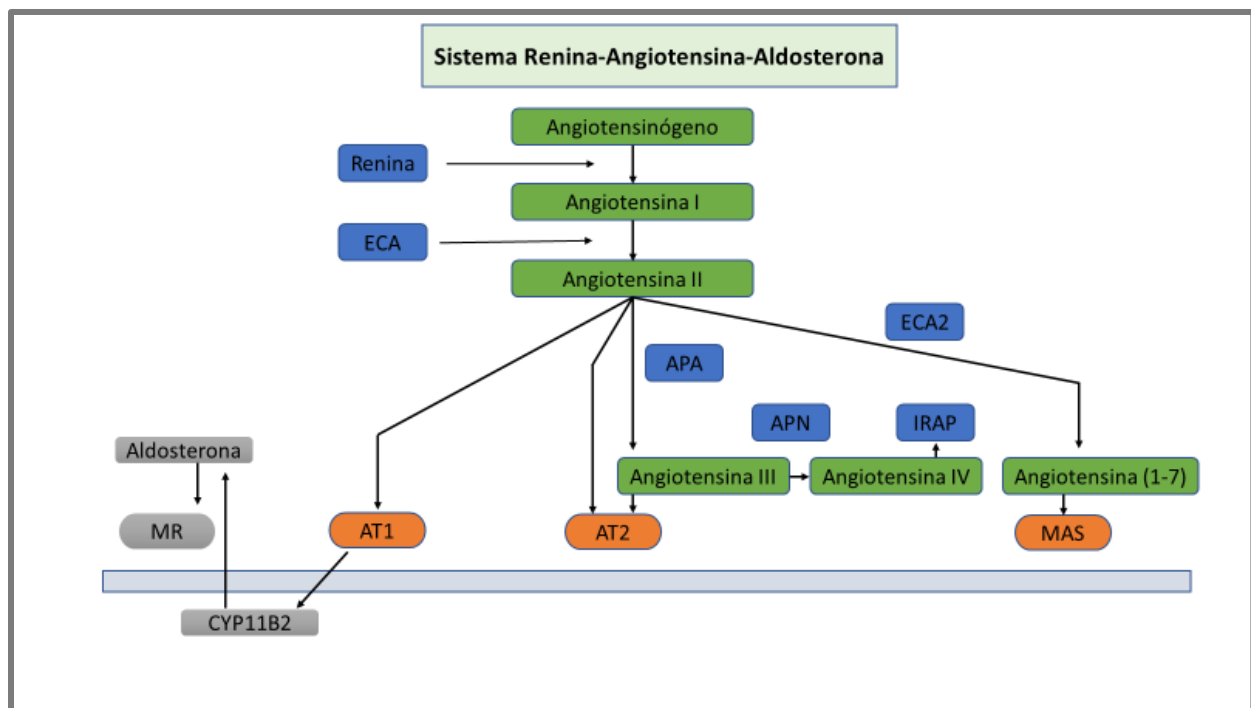 Sistema Renina-Angiotensina-Aldosterona
Angiotensinógeno
Renina
Angiotensina I
ECA
Angiotensina II
ECA2
APA
APN
IRAP
Aldosterona
Angiotensina III
Angiotensina IV
Angiotensina (1-7)
MR
AT1
AT2
MAS
CYP11B2